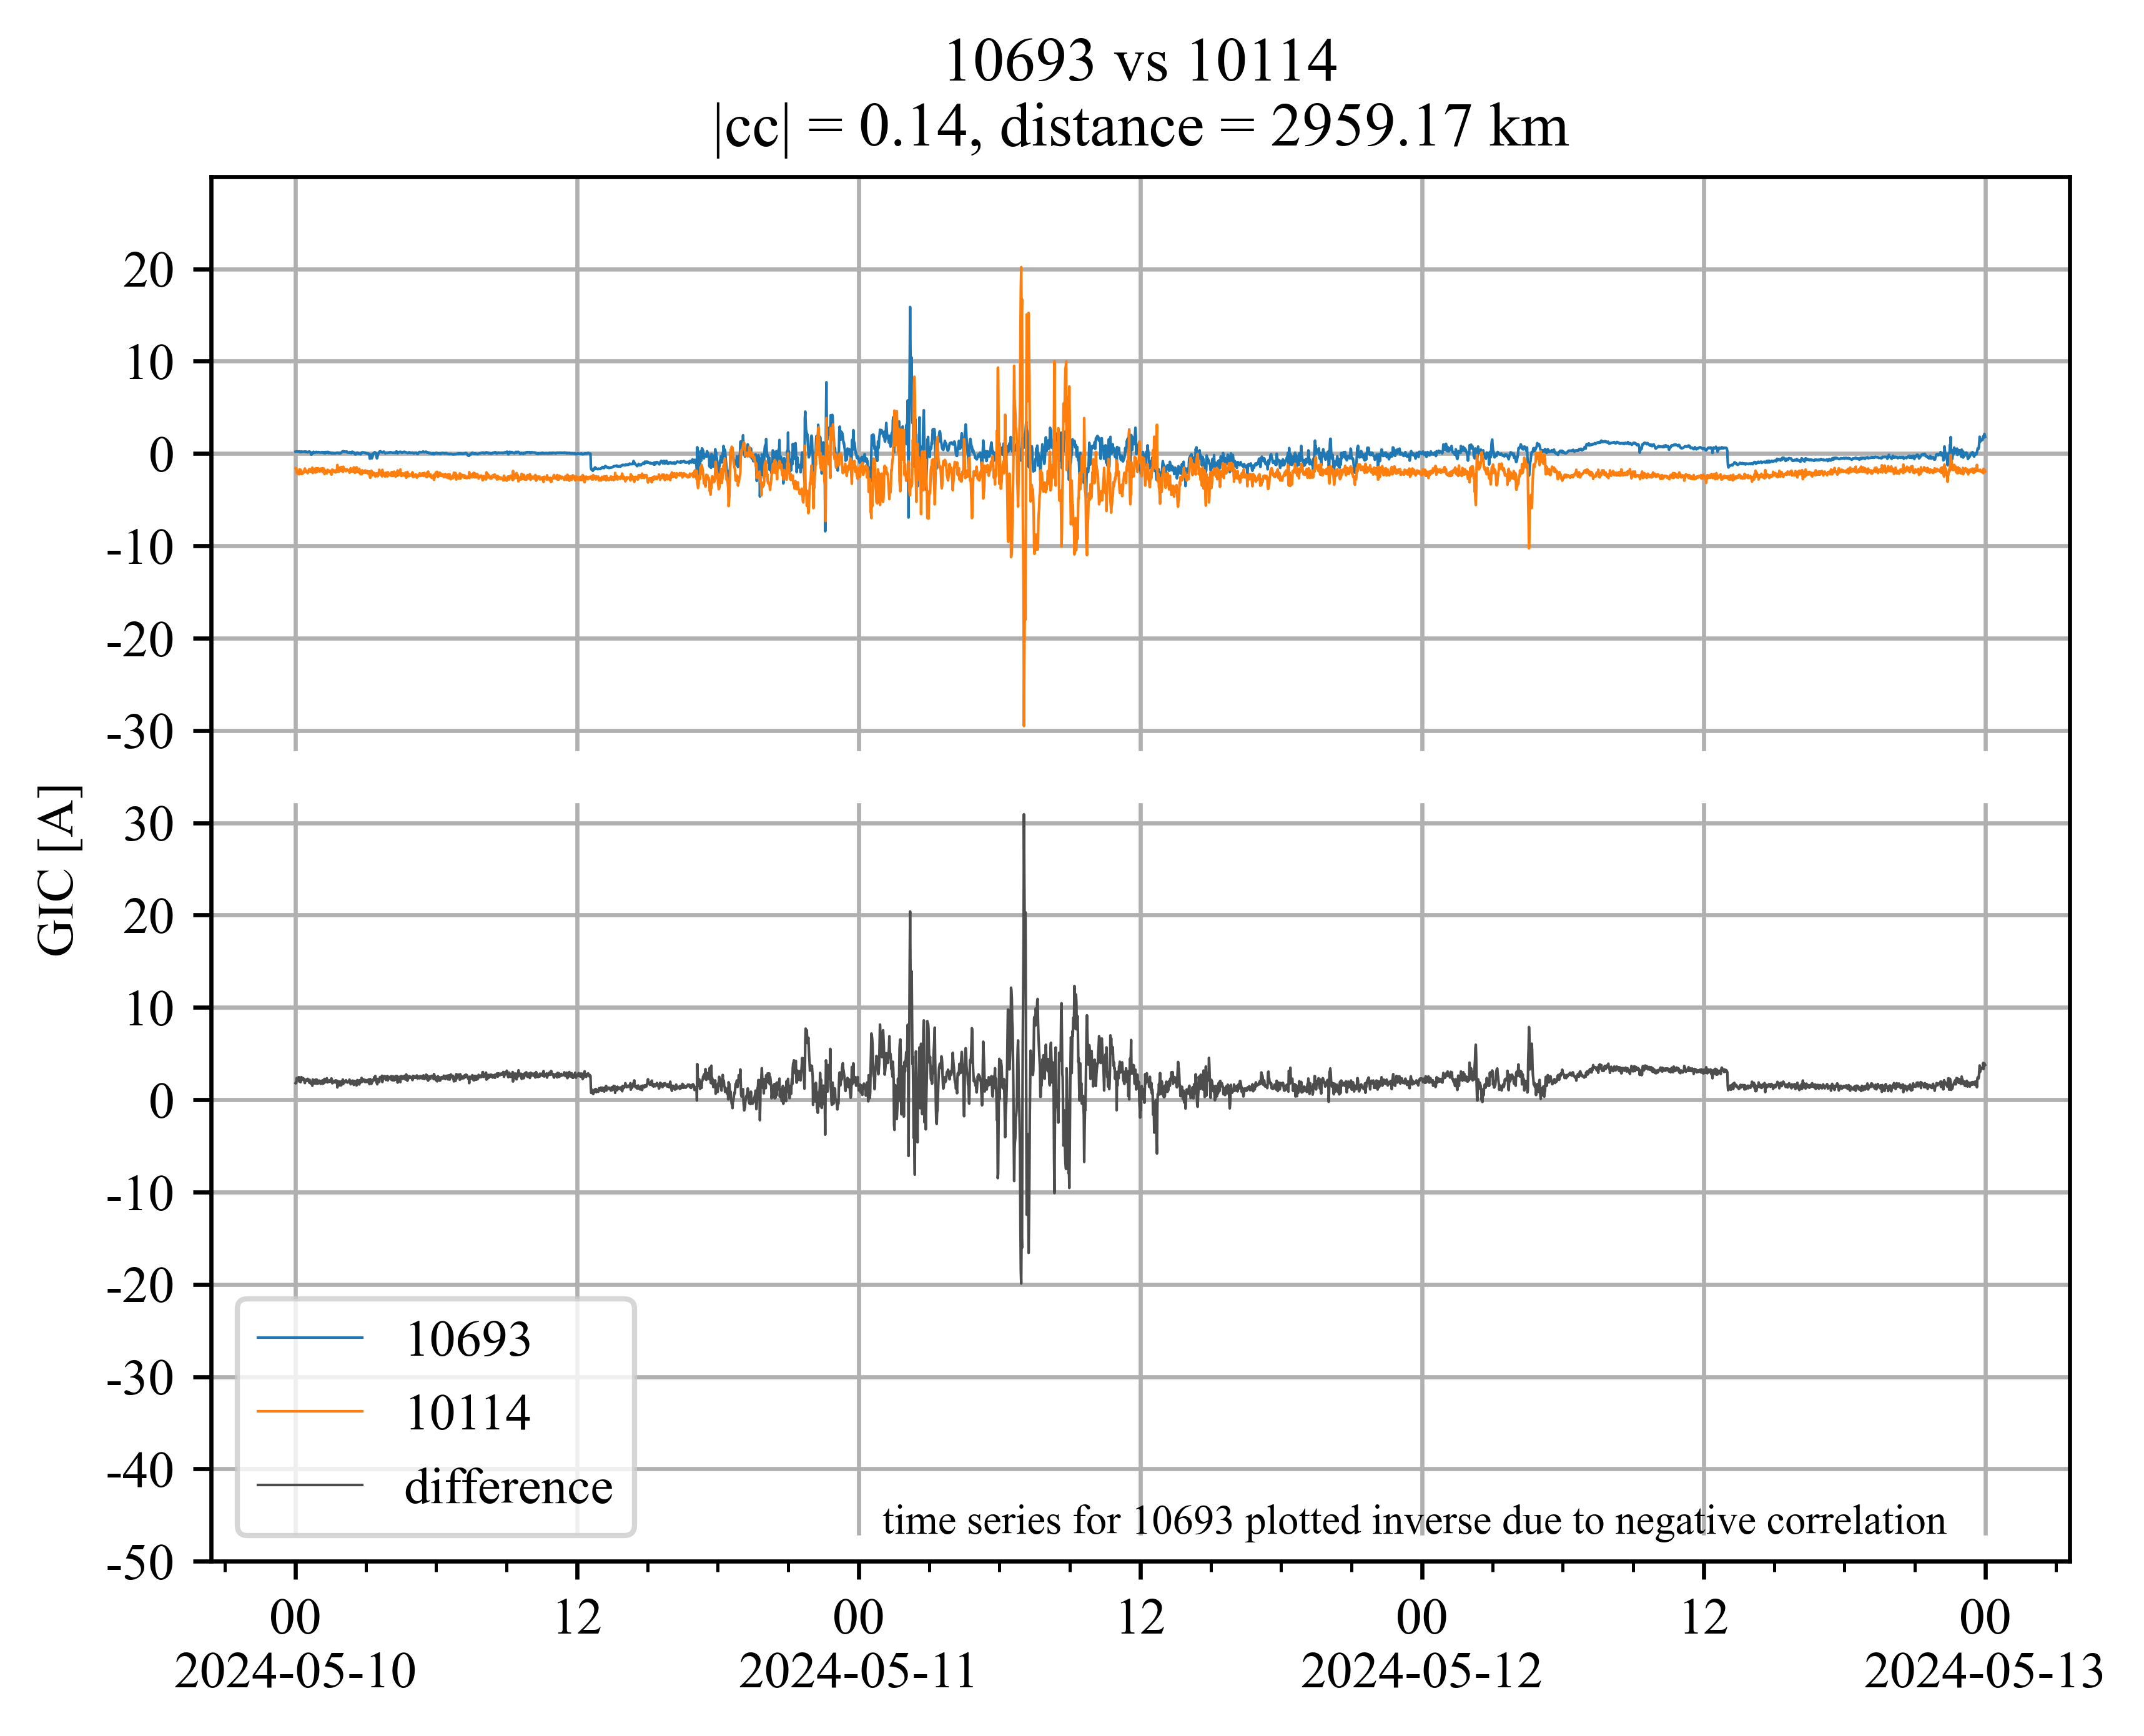 10693 vs 10114
|cc| = 0.14, distance = 2959.17 km
GIC [A]
20
10
0
-10
-20
-30
30
20
10
0
-10
-20
-30
-40
-50
10693
10114
difference
time series for 10693 plotted inverse due to negative correlation
00 12 00 12 00 12 00
2024-05-10 2024-05-11 2024-05-12 2024-05-13